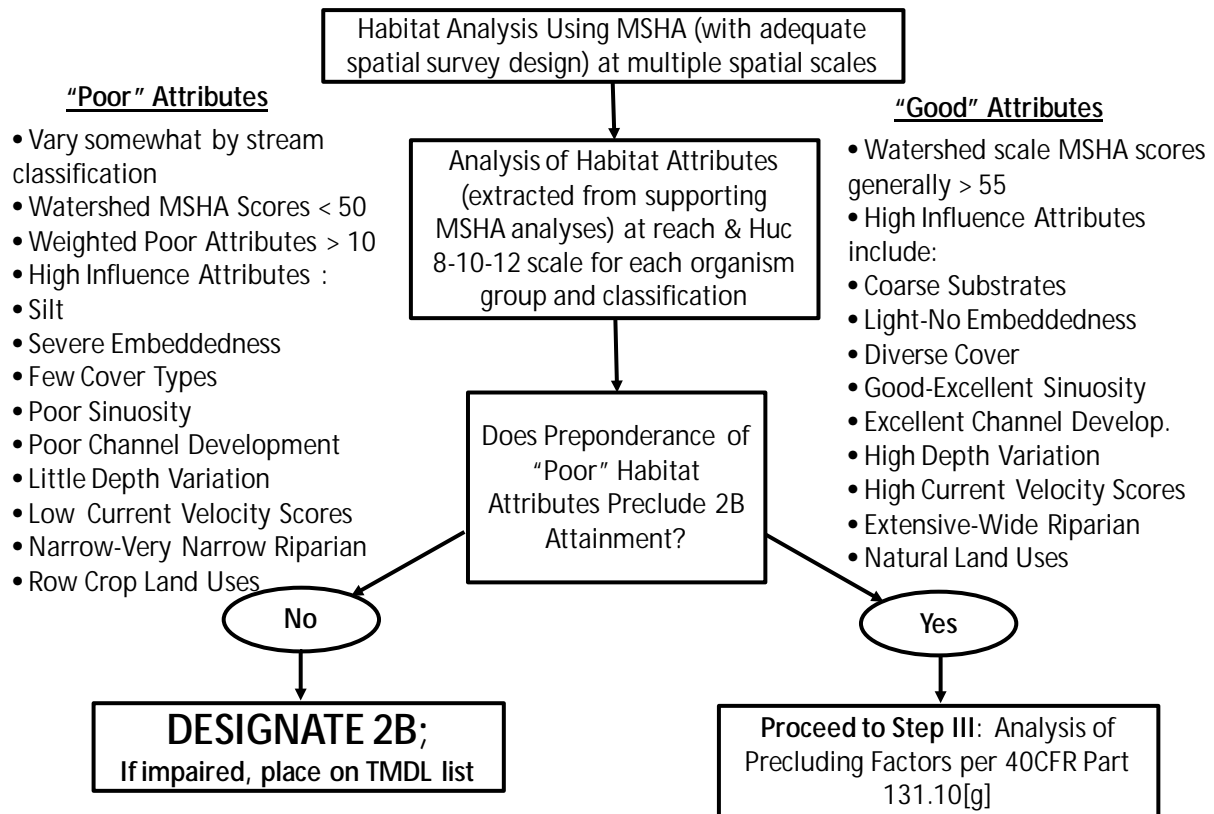 Habitat Analysis Using MSHA (with adequate
spatial survey design) at multiple spatial scales
"Poor" Attributes
• Vary somewhat by stream
classification
• Watershed MSHA Scores < 50
• Weighted Poor Attributes > 10
• High Influence Attributes :
• Silt
• Severe Embeddedness
• Few Cover Types
• Poor Sinuosity
• Poor Channel Development
• Little Depth Variation
• Low Current Velocity Scores
• Narrow-Very Narrow Riparian
• Row Crop Land Uses
Analysis of Habitat Attributes
(extracted from supporting
MSHA analyses) at reach & Huc
8-10-12 scale for each organism
group and classification
"Good" Attributes
• Watershed scale MSHA scores
generally > 55
• High Influence Attributes
include:
• Coarse Substrates
• Light-No Embeddedness
• Diverse Cover
• Good-Excellent Sinuosity
• Excellent Channel Develop.
• High Depth Variation
• High Current Velocity Scores
• Extensive-Wide Riparian
• Natural Land Uses
Does Preponderance of
"Poor" Habitat
Attributes Preclude 2B
Attainment?
No
Yes
DESIGNATE 2B;
If impaired, place on TMDL list
Proceed to Step III: Analysis of
Precluding Factors per 40CFR Part
131.10[g]